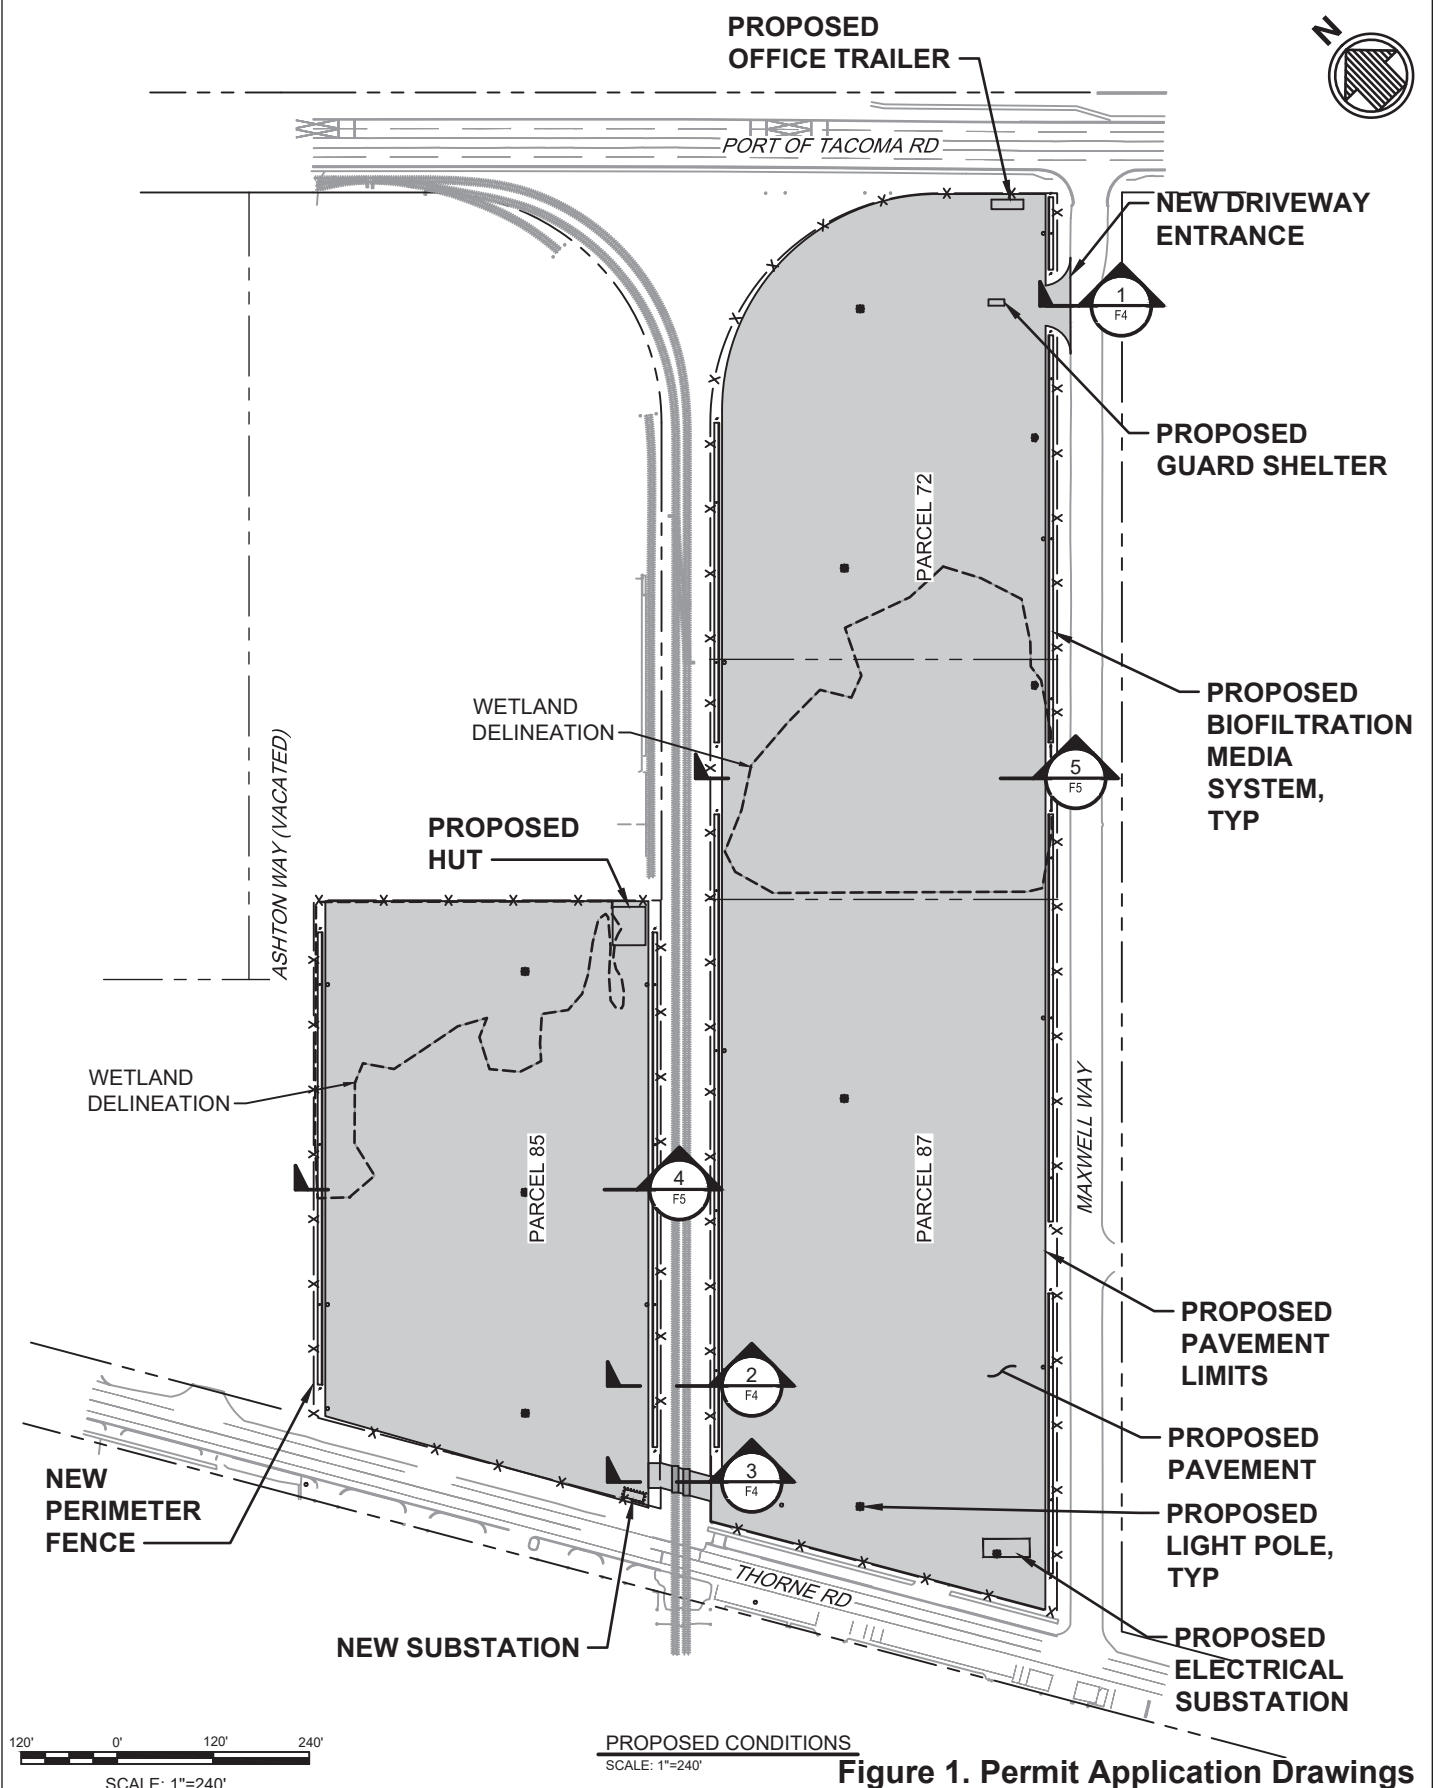 PROPOSED
OFFICE TRAILER
N
PORT OF TACOMA RD
NEW DRIVEWAY
ENTRANCE
1
F4
PROPOSED
GUARD SHELTER
PARCEL 72
WETLAND
DELINEATION
PROPOSED
BIOFILTRATION
MEDIA
SYSTEM,
TYP
5
F5
ASHTON WAY (VACATED)
PROPOSED
HUT
WETLAND
DELINEATION
PARCEL 85
4
F5
PARCEL 87
MAXWELL WAY
PROPOSED
PAVEMENT
LIMITS
2
F4
PROPOSED
PAVEMENT
3
F4
NEW
PERIMETER
FENCE
PROPOSED
LIGHT POLE,
TYP
THORNE RD
NEW SUBSTATION
PROPOSED
ELECTRICAL
SUBSTATION
120' 0' 120' 240'
SCALE: 1"=240'
PROPOSED CONDITIONS
SCALE: 1"=240'
Figure 1. Permit Application Drawings